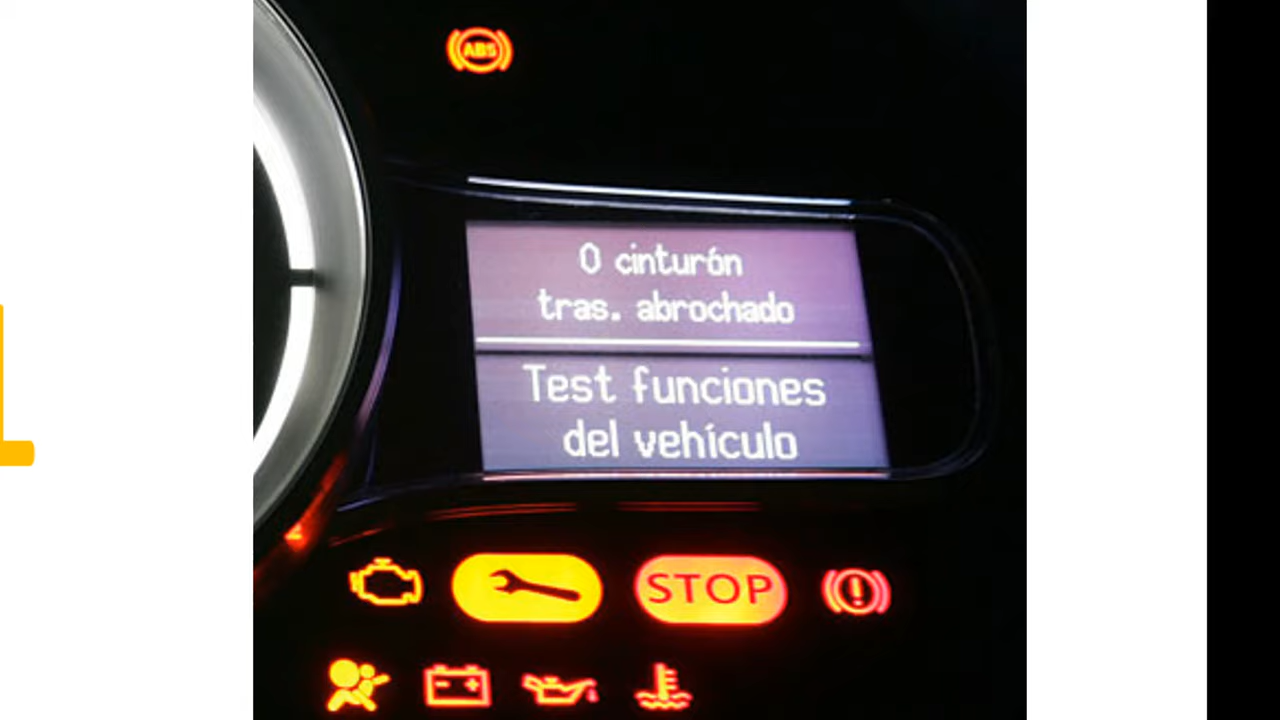 ABS
0 cinturón
tras. abrochado
Test funciones
del vehículo
STOP